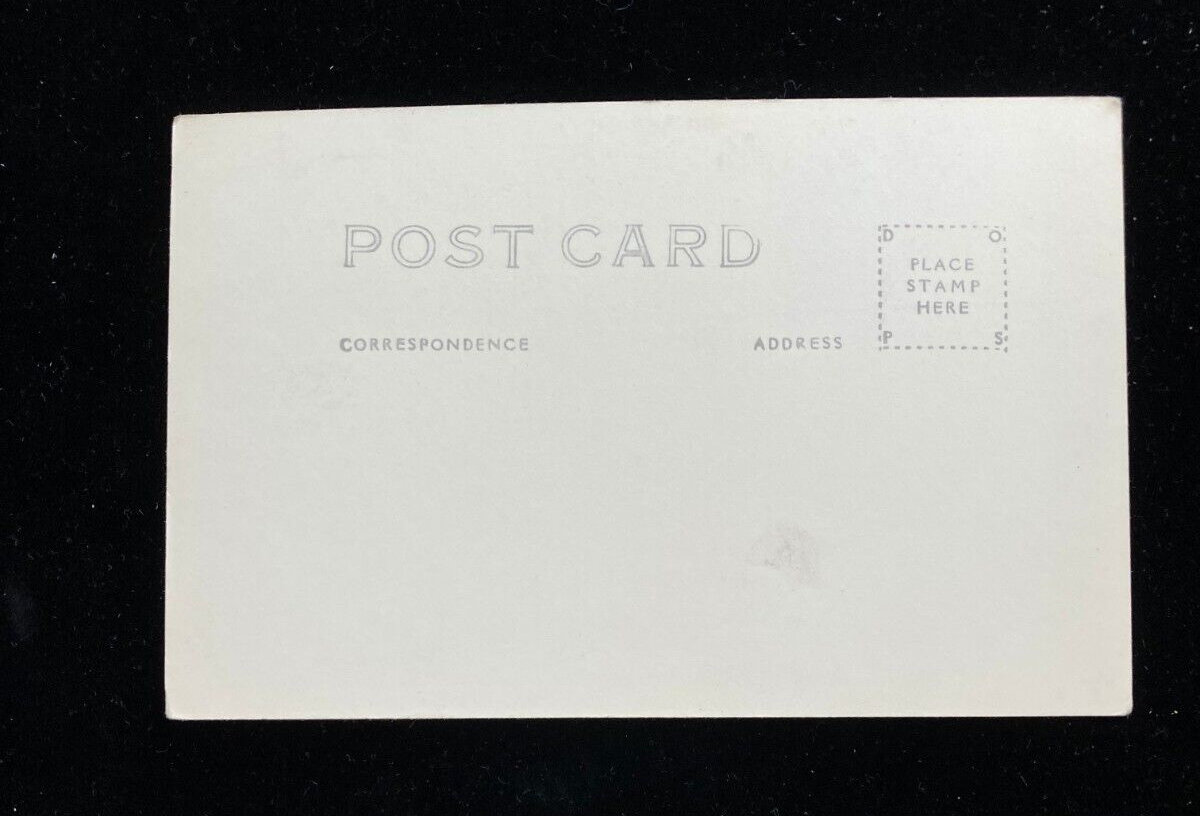 POST CARD
D O
PLACE
STAMP
HERE
P S
CORRESPONDENCE
ADDRESS